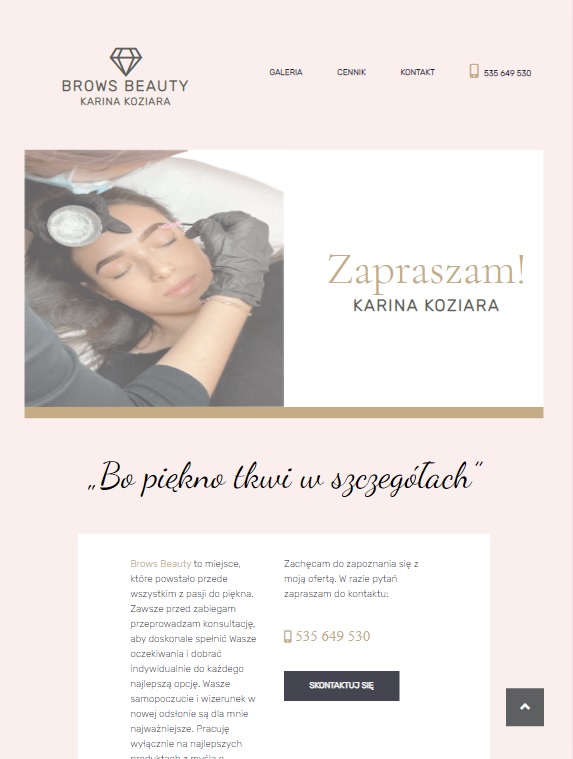 BROWS BEAUTY
KARINA KOZIARA
GALERIA CENNIK KONTAKT 535 649 530
Zapraszam!
KARINA KOZIARA
„Bo piękno tkwi w szczegółach”
Brows Beauty to miejsce,
które powstało przede
wszystkim z pasji do piękna.
Zawsze przed zabiegam
przeprowadzam konsultację,
aby doskonale spełnić Wasze
oczekiwania i dobrać
indywidualnie do każdego
najlepszą opcję. Wasze
samopoczucie i wizerunek w
nowej odsłonie są dla mnie
najważniejsze. Pracuję
wyłącznie na najlepszych
produktach z myślą o
Zachęcam do zapoznania się z
moją ofertą. W razie pytań
zapraszam do kontaktu:
535 649 530
SKONTAKTUJ SIĘ